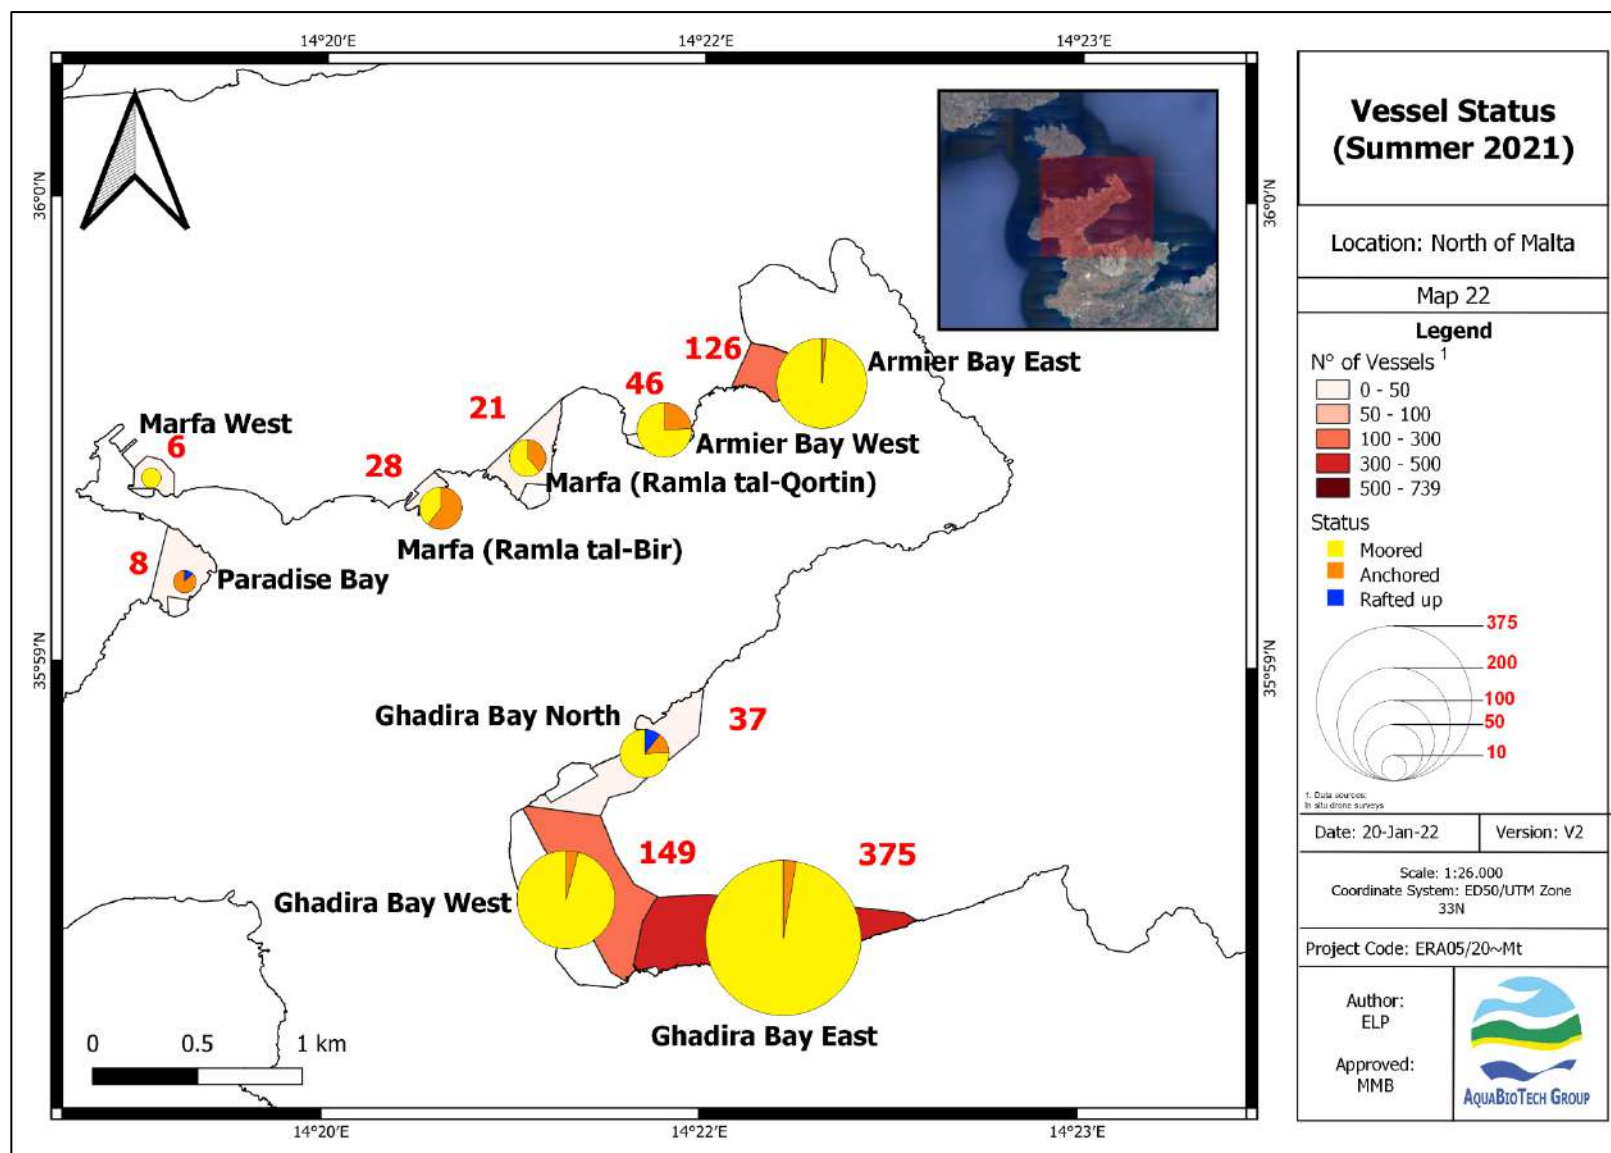 14°20'E
14°22'E
14°23'E
36°0'N
36°0'N
35°59'N
35°59'N
126
Armier Bay East
46
Armier Bay West
21
Marfa (Ramla tal-Qortin)
Marfa West
6
28
Marfa (Ramla tal-Bir)
8
Paradise Bay
Ghadira Bay North
37
149
Ghadira Bay West
375
Ghadira Bay East
0 0.5 1 km
14°20'E
14°22'E
14°23'E
Vessel Status
(Summer 2021)
Location: North of Malta
Map 22
Legend
N° of Vessels 1
0 - 50
50 - 100
100 - 300
300 - 500
500 - 739
Status
Moored
Anchored
Rafted up
375
200
100
50
10
1. Data sources:
In situ drone surveys
Date: 20-Jan-22
Version: V2
Scale: 1:26.000
Coordinate System: ED50/UTM Zone
33N
Project Code: ERA05/20~Mt
Author:
ELP
Approved:
MMB
AQUABIOTECH GROUP